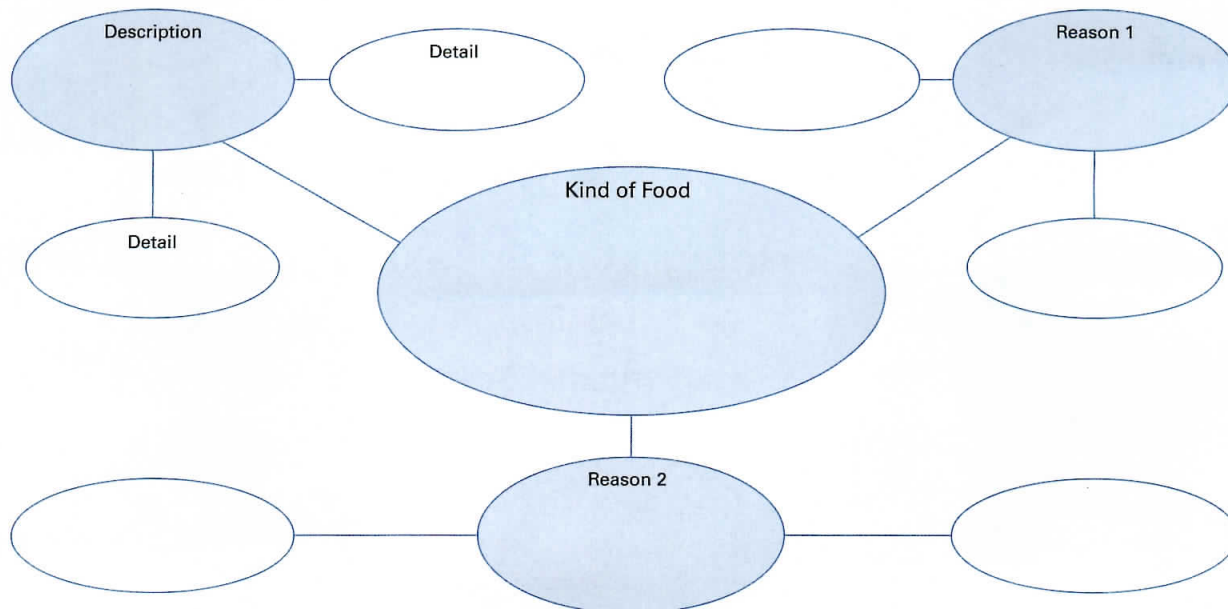 Description
Detail
Reason 1
Kind of Food
Detail
Reason 2